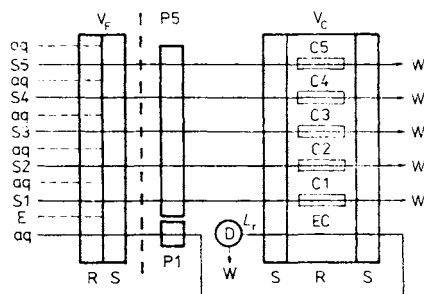 V_F P5 V_C
aq
S5 C5 W
aq
S4 C4 W
aq
S3 C3 W
aq
S2 C2 W
aq
S1 C1 W
E
aq D L_r EC
P1 W
R S S R S